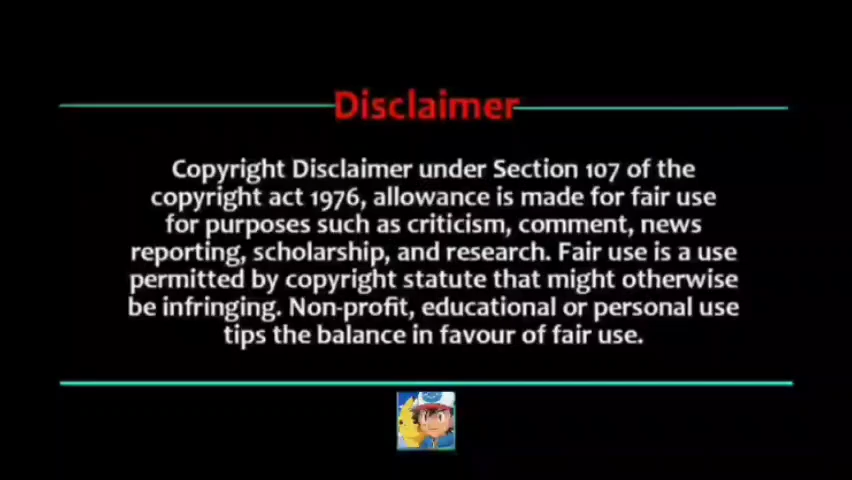 Disclaimer
Copyright Disclaimer under Section 107 of the
copyright act 1976, allowance is made for fair use
for purposes such as criticism, comment, news
reporting, scholarship, and research. Fair use is a use
permitted by copyright statute that might otherwise
be infringing. Non-profit, educational or personal use
tips the balance in favour of fair use.